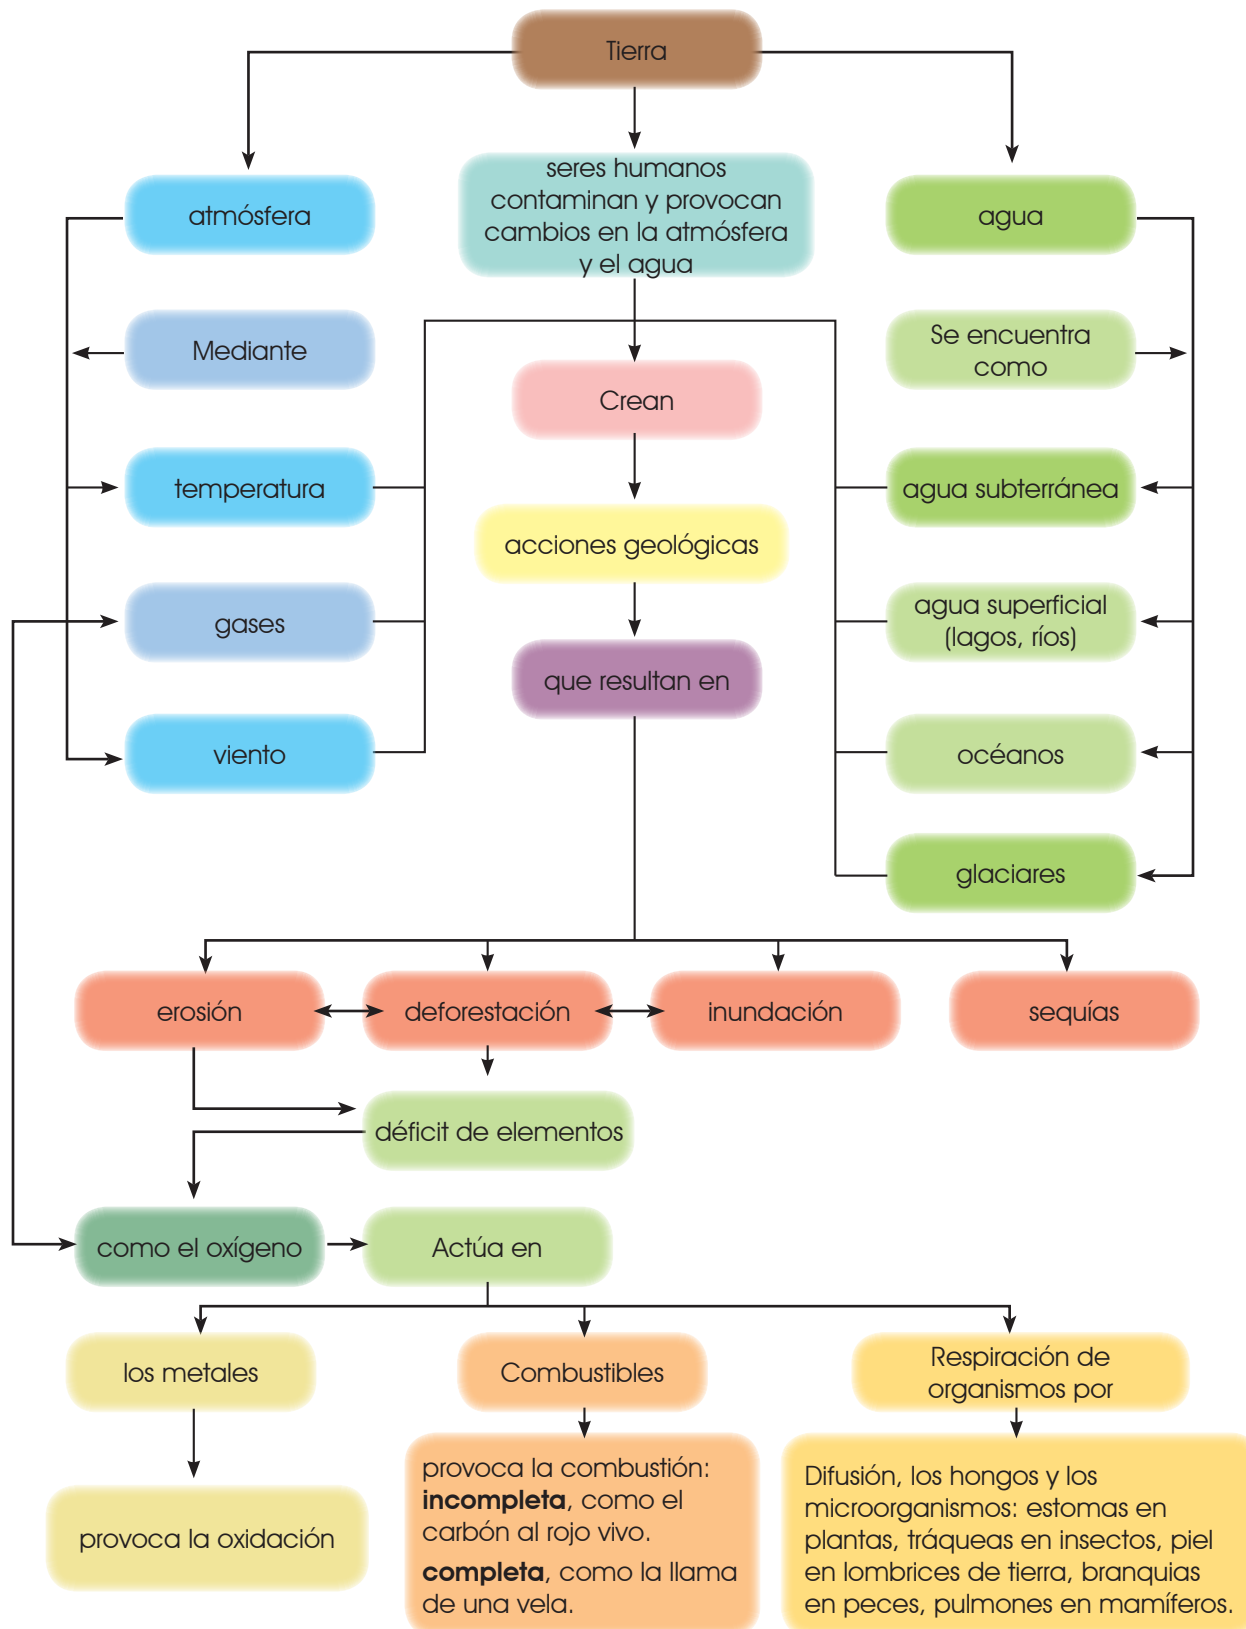 Tierra
atmósfera
seres humanos
contaminan y provocan
cambios en la atmósfera
y el agua
agua
Mediante
Se encuentra
como
Crean
temperatura
agua subterránea
acciones geológicas
gases
agua superficial
(lagos, ríos)
que resultan en
viento
océanos
glaciares
erosión
deforestación
inundación
sequías
déficit de elementos
como el oxígeno
Actúa en
los metales
Combustibles
Respiración de
organismos por
provoca la oxidación
provoca la combustión:
incompleta, como el
carbón al rojo vivo.
completa, como la llama
de una vela.
Difusión, los hongos y los
microorganismos: estomas en
plantas, tráqueas en insectos, piel
en lombrices de tierra, branquias
en peces, pulmones en mamíferos.